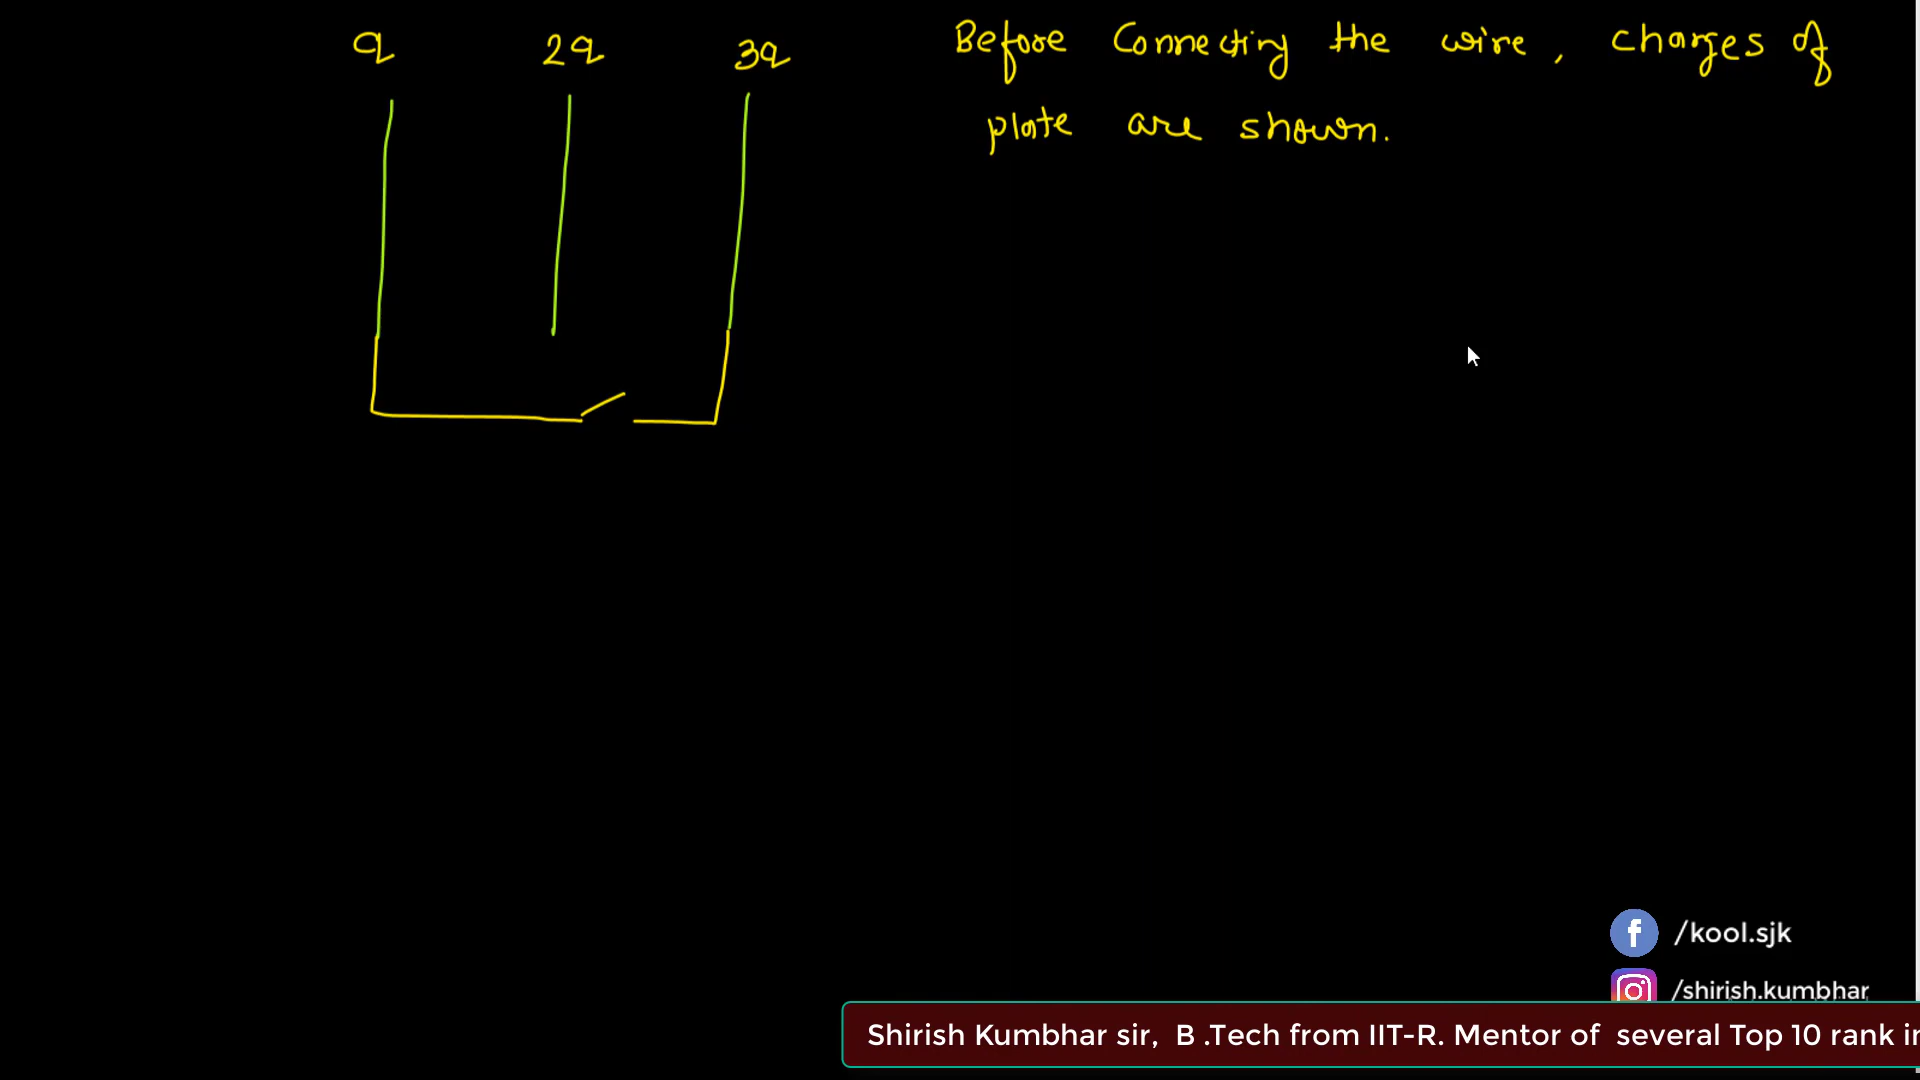 q 2q 3q
Before Connecting the wire, charges of
plate are shown.
/kool.sjk
/shirish.kumbhar
Shirish Kumbhar sir, B .Tech from IIT-R. Mentor of several Top 10 rank in